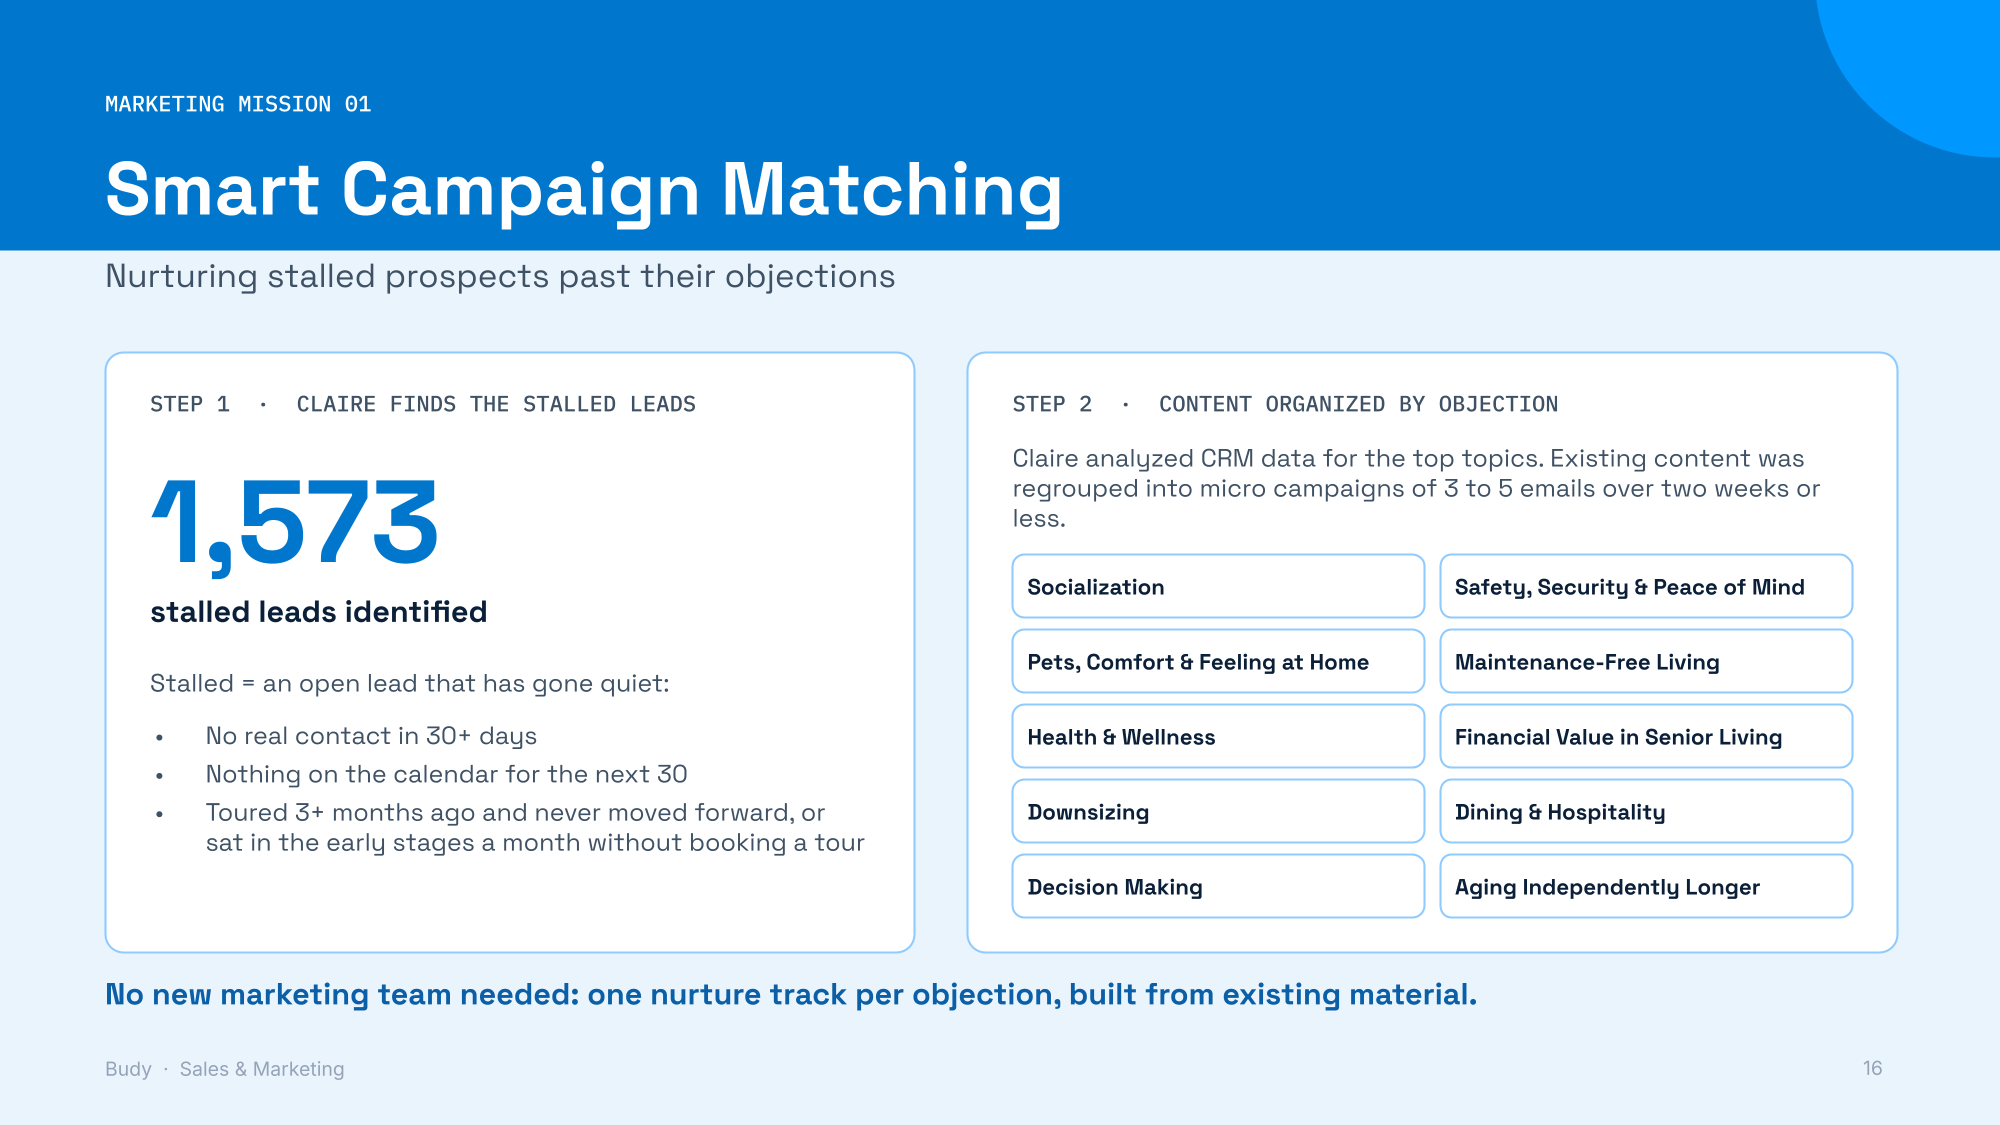 MARKETING MISSION 01
Smart Campaign Matching
Nurturing stalled prospects past their objections
STEP 1 · CLAIRE FINDS THE STALLED LEADS
1,573
stalled leads identified
Stalled = an open lead that has gone quiet:
• No real contact in 30+ days
• Nothing on the calendar for the next 30
• Toured 3+ months ago and never moved forward, or
sat in the early stages a month without booking a tour
STEP 2 · CONTENT ORGANIZED BY OBJECTION
Claire analyzed CRM data for the top topics. Existing content was
regrouped into micro campaigns of 3 to 5 emails over two weeks or
less.
Socialization
Safety, Security & Peace of Mind
Pets, Comfort & Feeling at Home
Maintenance-Free Living
Health & Wellness
Financial Value in Senior Living
Downsizing
Dining & Hospitality
Decision Making
Aging Independently Longer
No new marketing team needed: one nurture track per objection, built from existing material.
Budy · Sales & Marketing
16